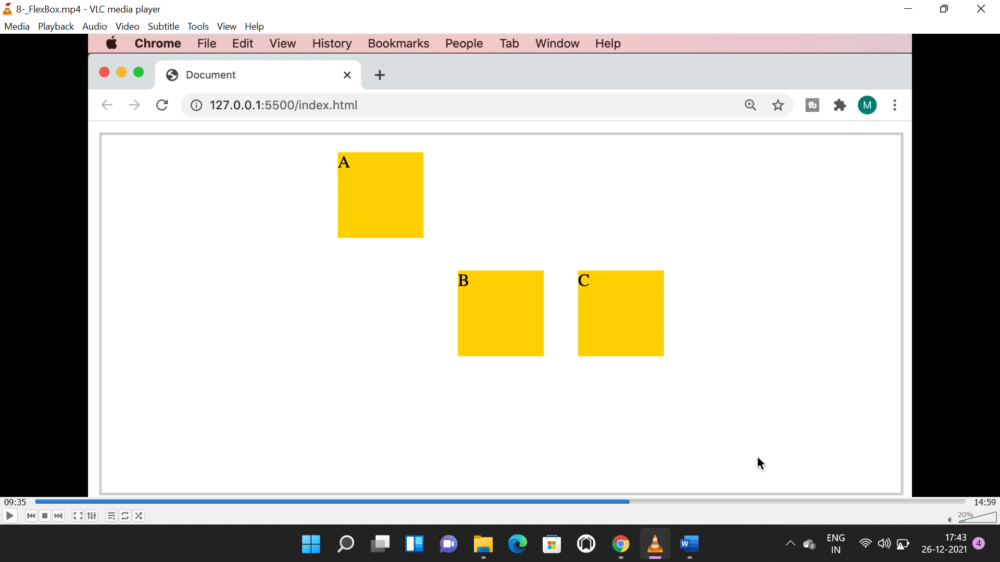 8-_FlexBox.mp4 - VLC media player
Media Playback Audio Video Subtitle Tools View Help
Chrome File Edit View History Bookmarks People Tab Window Help
Document
127.0.0.1:5500/index.html
M
A
B C
09:35 14:59
20%
ENG
IN
17:43
26-12-2021
4